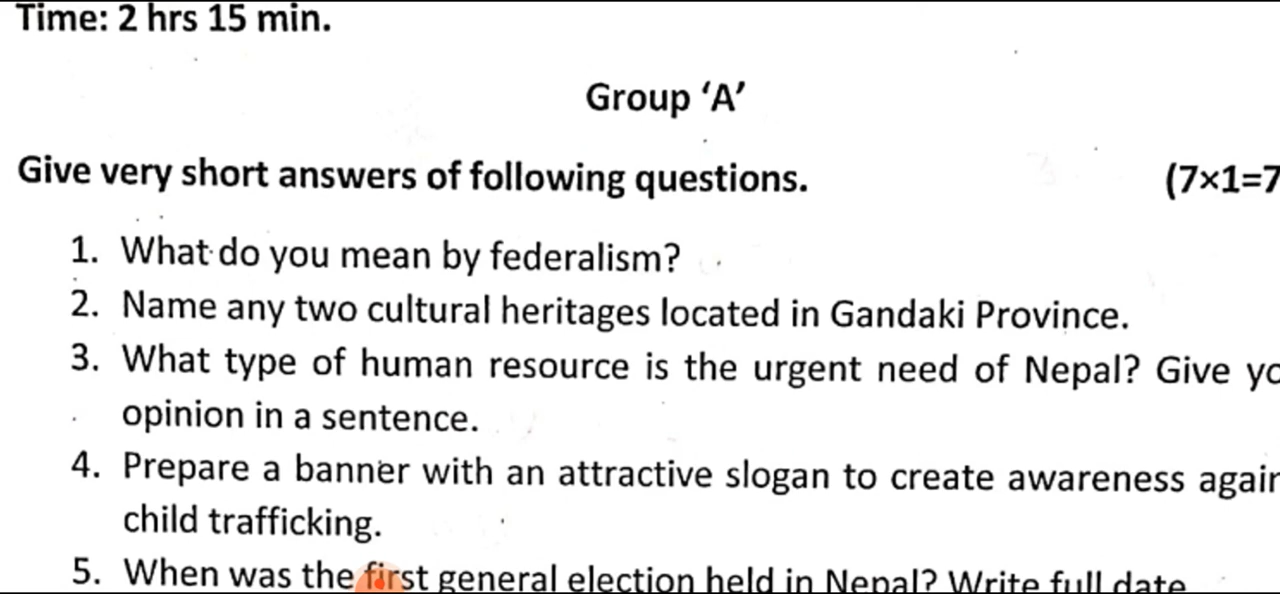 Time: 2 hrs 15 min.
Group ‘A’
Give very short answers of following questions.
(7×1=7
1. What do you mean by federalism?
2. Name any two cultural heritages located in Gandaki Province.
3. What type of human resource is the urgent need of Nepal? Give yo
opinion in a sentence.
4. Prepare a banner with an attractive slogan to create awareness again
child trafficking.
5. When was the first general election held in Nepal? Write full date